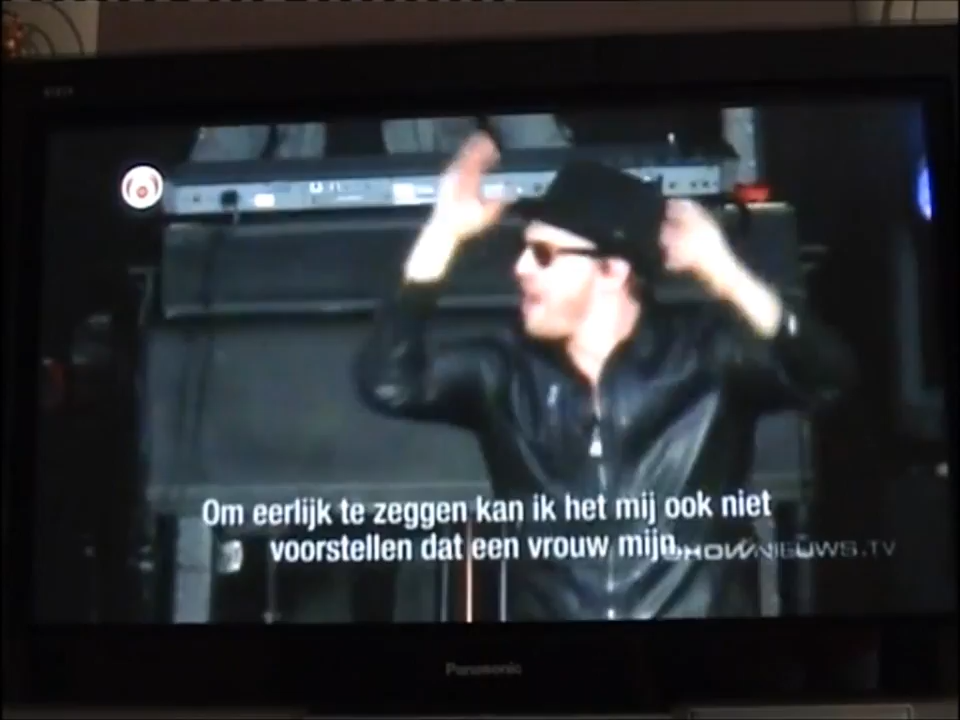 Om eerlijk te zeggen kan ik het mij ook niet
voorstellen dat een vrouw mijn..
SHOWNIEUWS.TV
Panasonic